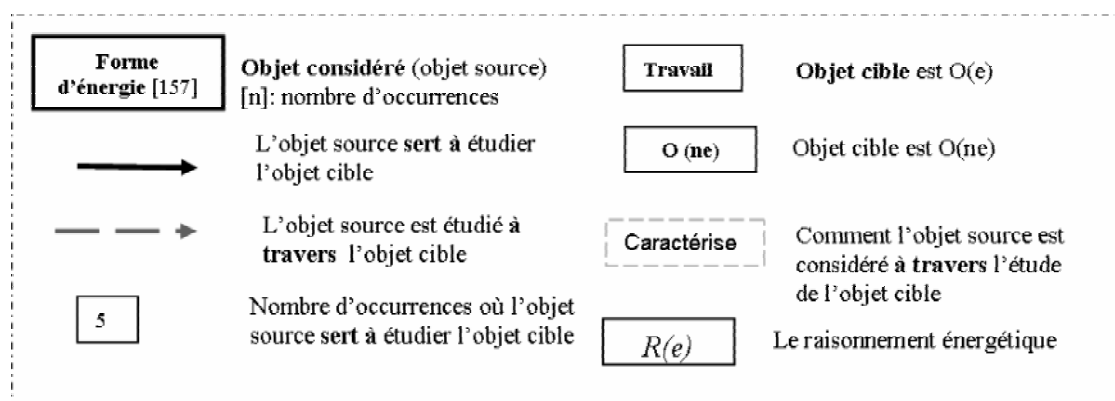 Forme
d'énergie [157]
Objet considéré (objet source)
[n]: nombre d'occurrences
L'objet source sert à étudier
l'objet cible
L'objet source est étudié à
travers l'objet cible
5
Nombre d'occurrences où l'objet
source sert à étudier l'objet cible
Travail
Objet cible est O(e)
O (ne)
Objet cible est O(ne)
Caractérise
Comment l'objet source est
considéré à travers l'étude
de l'objet cible
R(e)
Le raisonnement énergétique